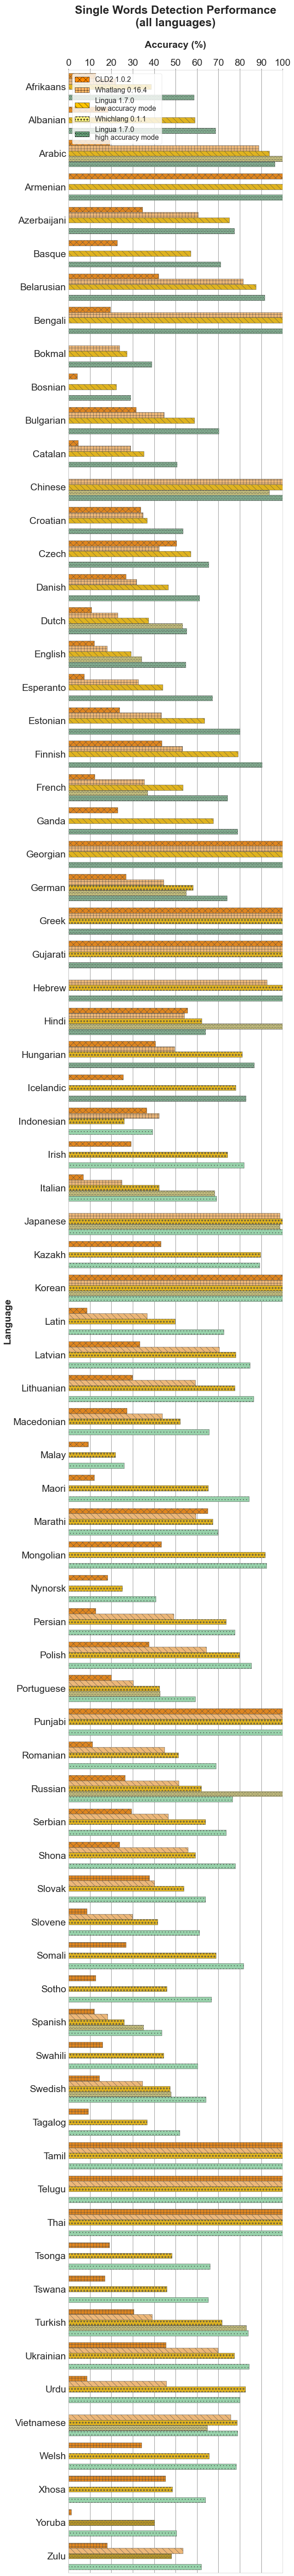 Single Words Detection Performance
(all languages)
Accuracy (%)
0 10 20 30 40 50 60 70 80 90 100
CLD2 1.0.2
Whatlang 0.16.4
Lingua 1.7.0
low accuracy mode
Whichlang 0.1.1
Lingua 1.7.0
high accuracy mode
Language
Afrikaans
Albanian
Arabic
Armenian
Azerbaijani
Basque
Belarusian
Bengali
Bokmal
Bosnian
Bulgarian
Catalan
Chinese
Croatian
Czech
Danish
Dutch
English
Esperanto
Estonian
Finnish
French
Ganda
Georgian
German
Greek
Gujarati
Hebrew
Hindi
Hungarian
Icelandic
Indonesian
Irish
Italian
Japanese
Kazakh
Korean
Latin
Latvian
Lithuanian
Macedonian
Malay
Maori
Marathi
Mongolian
Nynorsk
Persian
Polish
Portuguese
Punjabi
Romanian
Russian
Serbian
Shona
Slovak
Slovene
Somali
Sotho
Spanish
Swahili
Swedish
Tagalog
Tamil
Telugu
Thai
Tsonga
Tswana
Turkish
Ukrainian
Urdu
Vietnamese
Welsh
Xhosa
Yoruba
Zulu